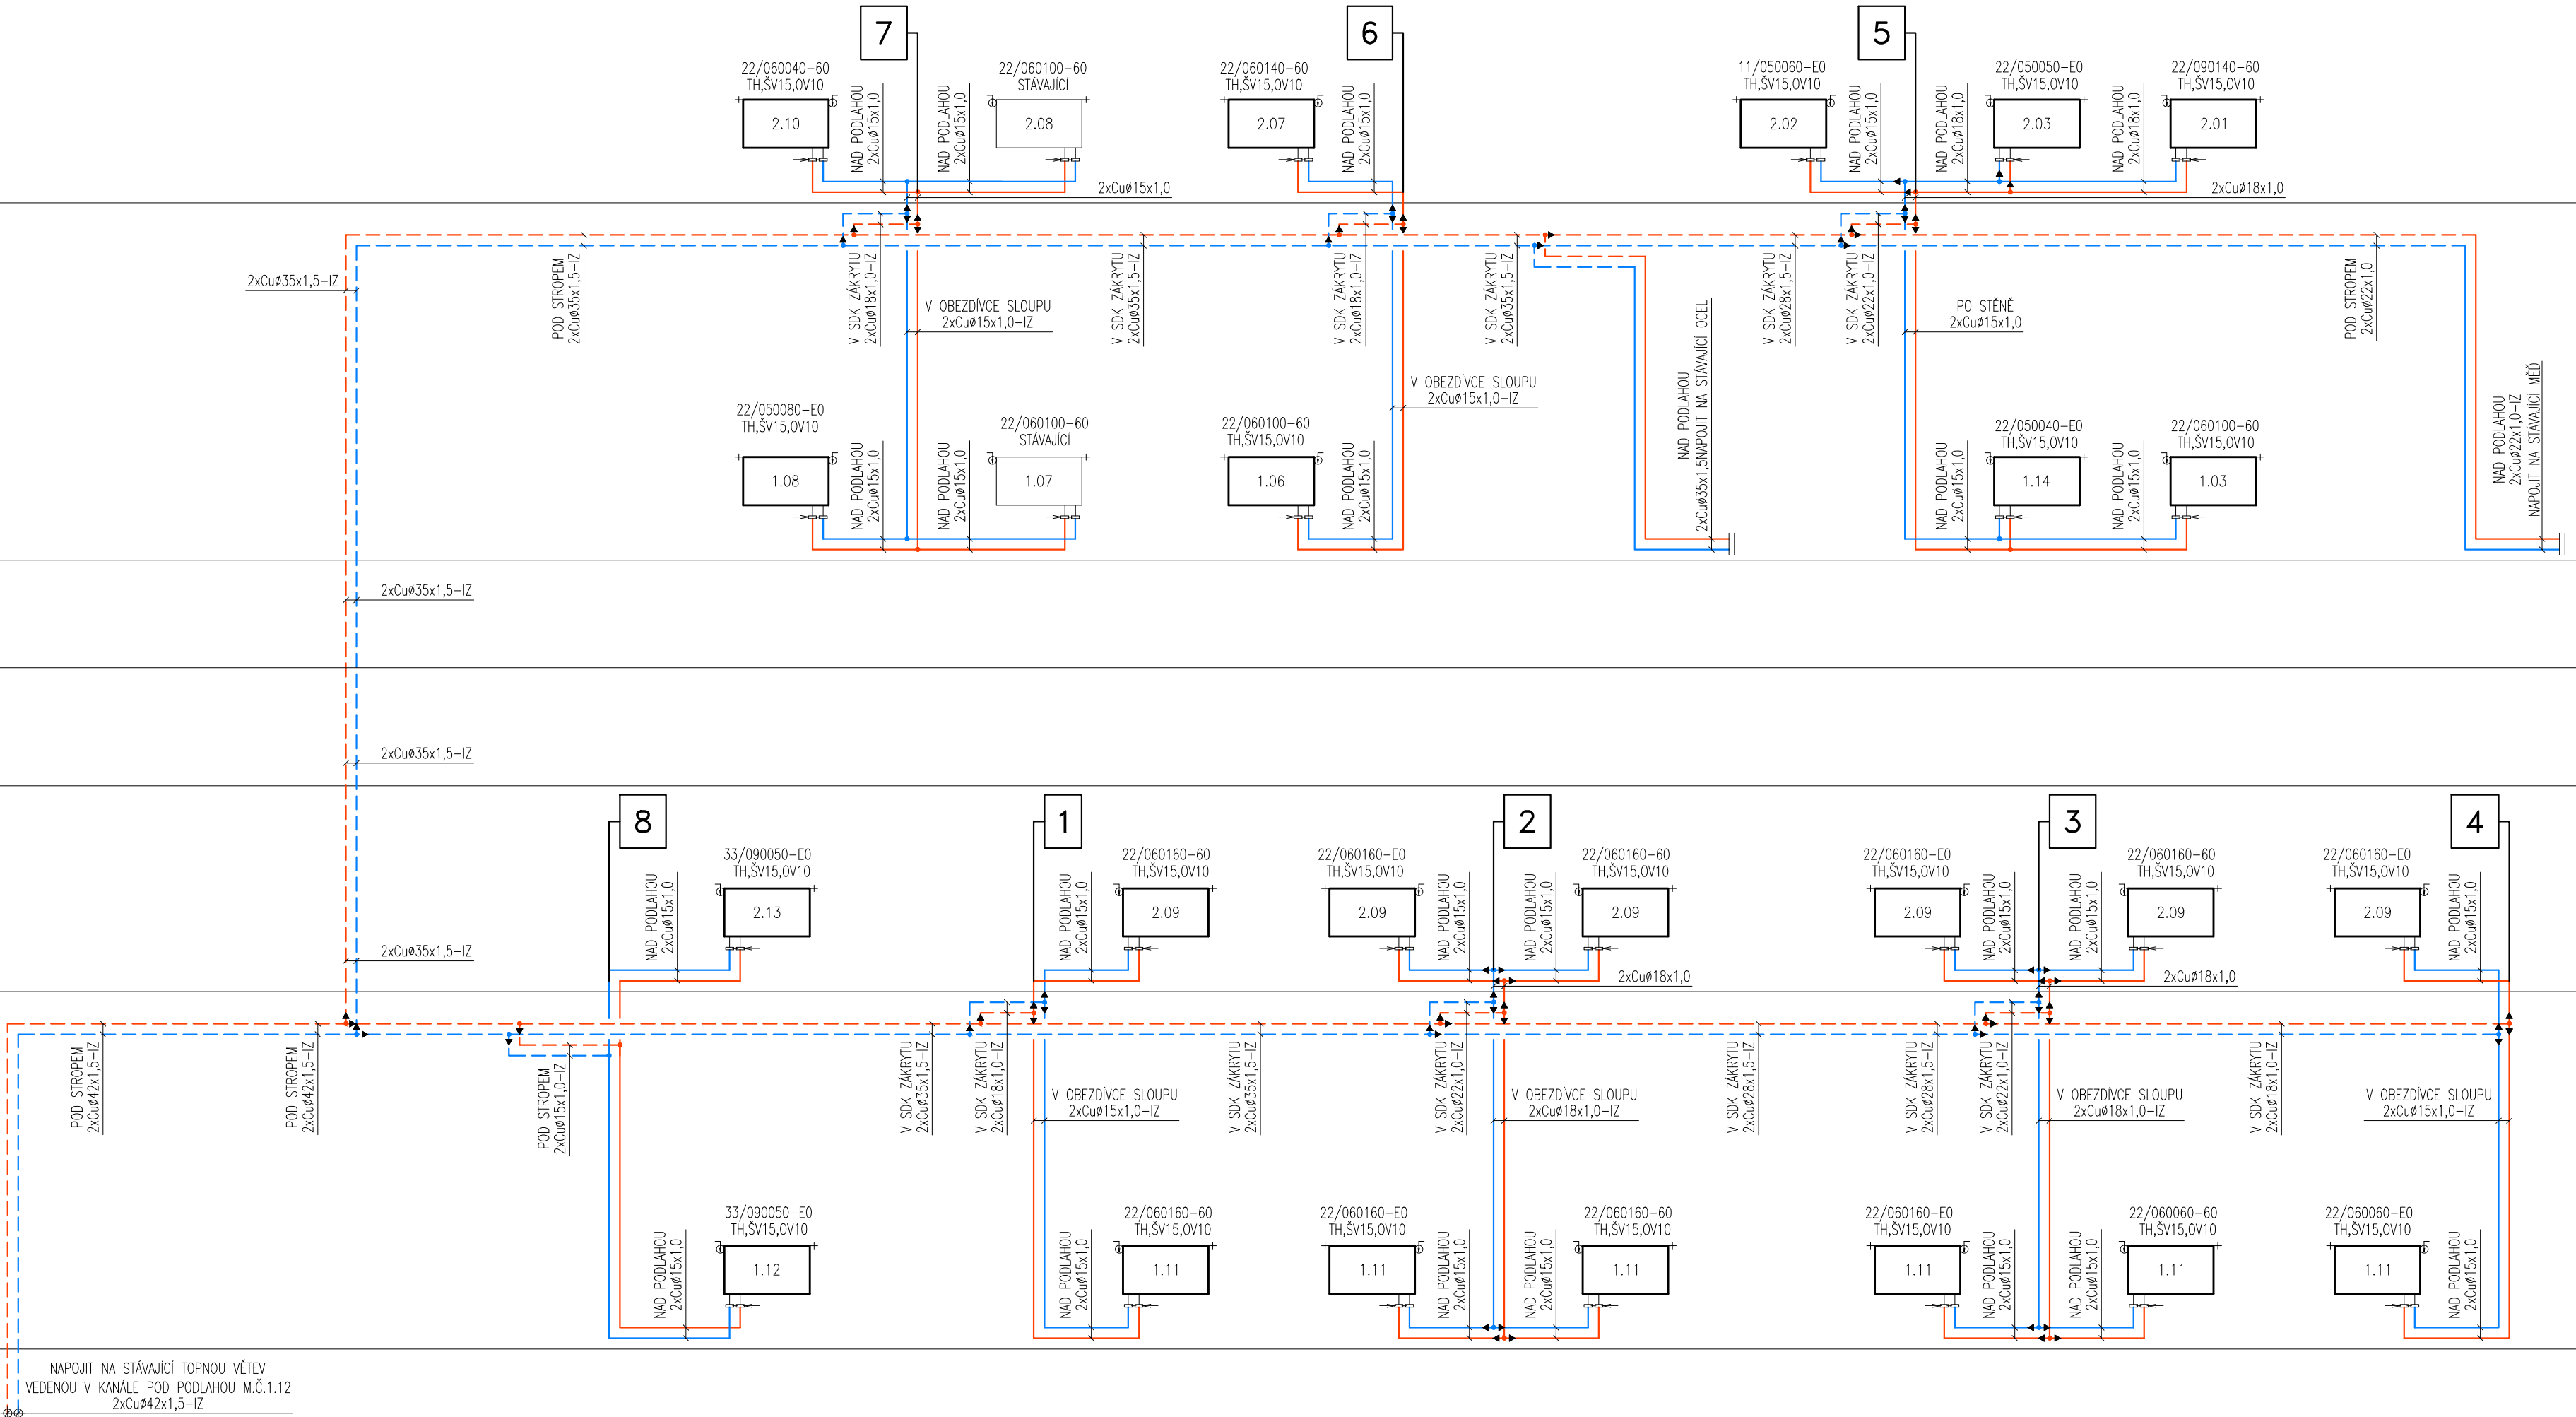 7
6
5
22/060040-60
TH,ŠV15,OV10
2.10
NAD PODLAHOU
2xCuø15x1,0
NAD PODLAHOU
2xCuø15x1,0
22/060100-60
STÁVAJÍCÍ
2.08
2xCuø15x1,0
22/060140-60
TH,ŠV15,OV10
2.07
NAD PODLAHOU
2xCuø15x1,0
11/050060-E0
TH,ŠV15,OV10
2.02
NAD PODLAHOU
2xCuø15x1,0
NAD PODLAHOU
2xCuø18x1,0
22/050050-E0
TH,ŠV15,OV10
2.03
NAD PODLAHOU
2xCuø18x1,0
22/090140-60
TH,ŠV15,OV10
2.01
2xCuø18x1,0
2xCuø35x1,5-IZ
POD STROPEM
2xCuø35x1,5-IZ
V SDK ZÁKRYTU
2xCuø18x1,0-IZ
V OBEZDÍVCE SLOUPU
2xCuø15x1,0-IZ
V SDK ZÁKRYTU
2xCuø35x1,5-IZ
V SDK ZÁKRYTU
2xCuø18x1,0-IZ
V OBEZDÍVCE SLOUPU
2xCuø15x1,0-IZ
V SDK ZÁKRYTU
2xCuø35x1,5-IZ
NAD PODLAHOU
2xCuø35x1,5NAPOJIT NA STÁVAJÍCÍ OCEL
V SDK ZÁKRYTU
2xCuø28x1,5-IZ
V SDK ZÁKRYTU
2xCuø22x1,0-IZ
PO STĚNĚ
2xCuø15x1,0
POD STROPEM
2xCuø22x1,0
NAD PODLAHOU
2xCuø22x1,0-IZ
NAPOJIT NA STÁVAJÍCÍ MĚĎ
22/050080-E0
TH,ŠV15,OV10
1.08
NAD PODLAHOU
2xCuø15x1,0
NAD PODLAHOU
2xCuø15x1,0
22/060100-60
STÁVAJÍCÍ
1.07
22/060100-60
TH,ŠV15,OV10
1.06
NAD PODLAHOU
2xCuø15x1,0
NAD PODLAHOU
2xCuø15x1,0
22/050040-E0
TH,ŠV15,OV10
1.14
NAD PODLAHOU
2xCuø15x1,0
22/060100-60
TH,ŠV15,OV10
1.03
2xCuø35x1,5-IZ
2xCuø35x1,5-IZ
8
1
2
3
4
2xCuø35x1,5-IZ
NAD PODLAHOU
2xCuø15x1,0
33/090050-E0
TH,ŠV15,OV10
2.13
NAD PODLAHOU
2xCuø15x1,0
22/060160-60
TH,ŠV15,OV10
2.09
22/060160-E0
TH,ŠV15,OV10
2.09
NAD PODLAHOU
2xCuø15x1,0
NAD PODLAHOU
2xCuø15x1,0
22/060160-60
TH,ŠV15,OV10
2.09
2xCuø18x1,0
22/060160-E0
TH,ŠV15,OV10
2.09
NAD PODLAHOU
2xCuø15x1,0
NAD PODLAHOU
2xCuø15x1,0
22/060160-60
TH,ŠV15,OV10
2.09
2xCuø18x1,0
22/060160-E0
TH,ŠV15,OV10
2.09
NAD PODLAHOU
2xCuø15x1,0
POD STROPEM
2xCuø42x1,5-IZ
POD STROPEM
2xCuø42x1,5-IZ
POD STROPEM
2xCuø15x1,0-IZ
V SDK ZÁKRYTU
2xCuø35x1,5-IZ
V SDK ZÁKRYTU
2xCuø18x1,0-IZ
V OBEZDÍVCE SLOUPU
2xCuø15x1,0-IZ
V SDK ZÁKRYTU
2xCuø35x1,5-IZ
V SDK ZÁKRYTU
2xCuø22x1,0-IZ
V OBEZDÍVCE SLOUPU
2xCuø18x1,0-IZ
V SDK ZÁKRYTU
2xCuø28x1,5-IZ
V SDK ZÁKRYTU
2xCuø28x1,5-IZ
V SDK ZÁKRYTU
2xCuø22x1,0-IZ
V OBEZDÍVCE SLOUPU
2xCuø18x1,0-IZ
V SDK ZÁKRYTU
2xCuø18x1,0-IZ
V OBEZDÍVCE SLOUPU
2xCuø15x1,0-IZ
NAD PODLAHOU
2xCuø15x1,0
33/090050-E0
TH,ŠV15,OV10
1.12
NAD PODLAHOU
2xCuø15x1,0
22/060160-60
TH,ŠV15,OV10
1.11
22/060160-E0
TH,ŠV15,OV10
1.11
NAD PODLAHOU
2xCuø15x1,0
NAD PODLAHOU
2xCuø15x1,0
22/060160-60
TH,ŠV15,OV10
1.11
22/060160-E0
TH,ŠV15,OV10
1.11
NAD PODLAHOU
2xCuø15x1,0
NAD PODLAHOU
2xCuø15x1,0
22/060060-60
TH,ŠV15,OV10
1.11
22/060060-E0
TH,ŠV15,OV10
1.11
NAD PODLAHOU
2xCuø15x1,0
NAPOJIT NA STÁVAJÍCÍ TOPNOU VĚTEV
VEDENOU V KANÁLE POD PODLAHOU M.Č.1.12
2xCuø42x1,5-IZ